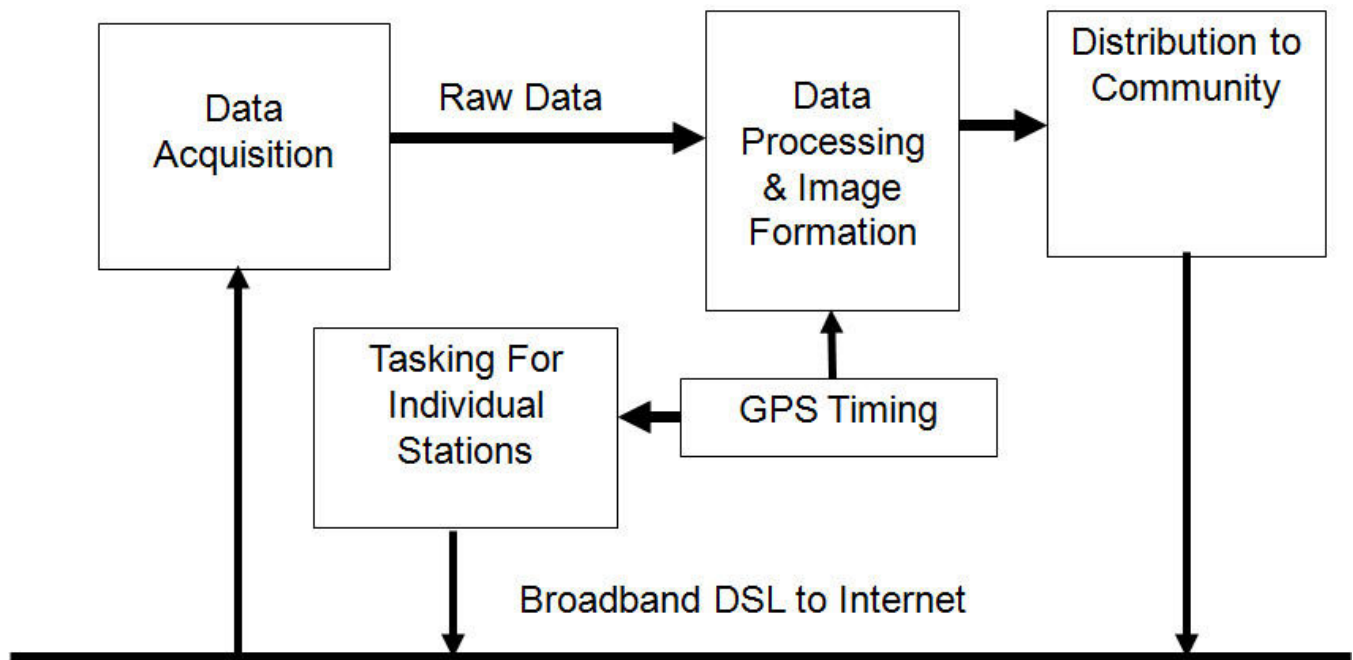 Data
Acquisition
Raw Data
Data
Processing
& Image
Formation
Distribution to
Community
Tasking For
Individual
Stations
GPS Timing
Broadband DSL to Internet